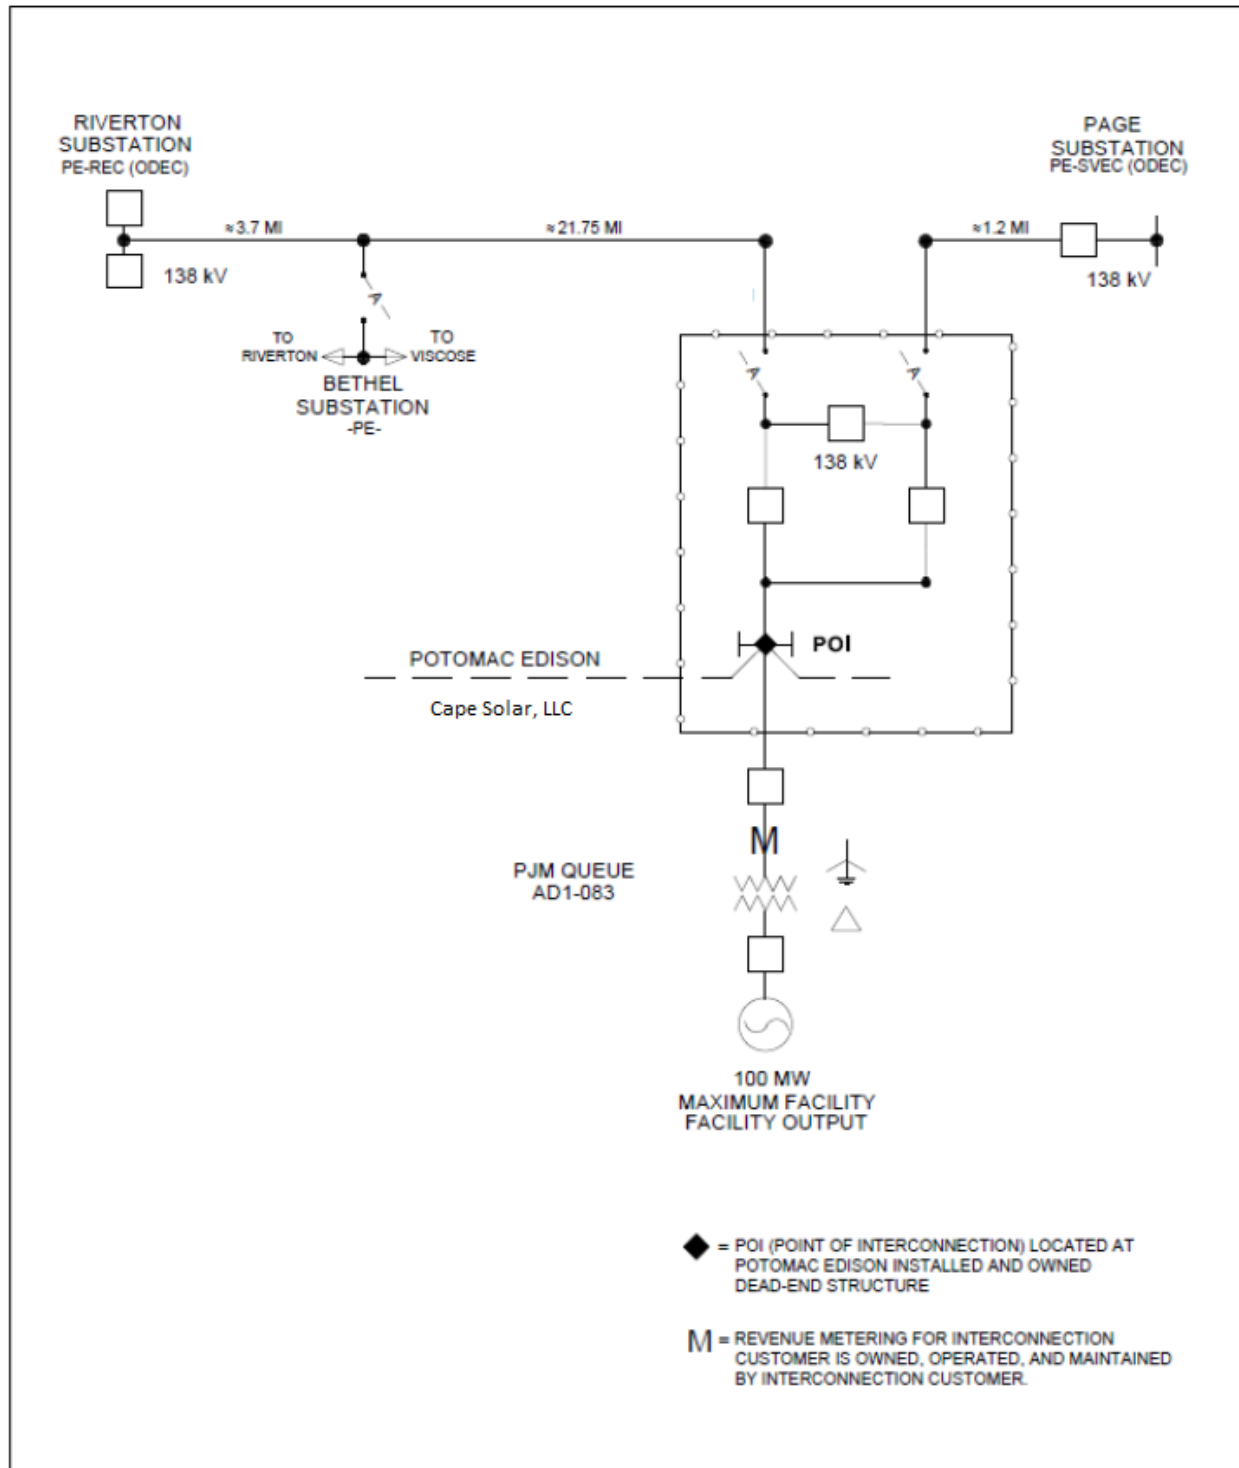 RIVERTON
SUBSTATION
PE-REC (ODEC)
PAGE
SUBSTATION
PE-SVEC (ODEC)
≈3.7 MI
≈21.75 MI
≈1.2 MI
138 kV
138 kV
A
TO
RIVERTON
TO
VISCOSE
BETHEL
SUBSTATION
-PE-
A
A
138 kV
POI
POTOMAC EDISON
Cape Solar, LLC
M
PJM QUEUE
AD1-083
100 MW
MAXIMUM FACILITY
FACILITY OUTPUT
= POI (POINT OF INTERCONNECTION) LOCATED AT
POTOMAC EDISON INSTALLED AND OWNED
DEAD-END STRUCTURE
M = REVENUE METERING FOR INTERCONNECTION
CUSTOMER IS OWNED, OPERATED, AND MAINTAINED
BY INTERCONNECTION CUSTOMER.